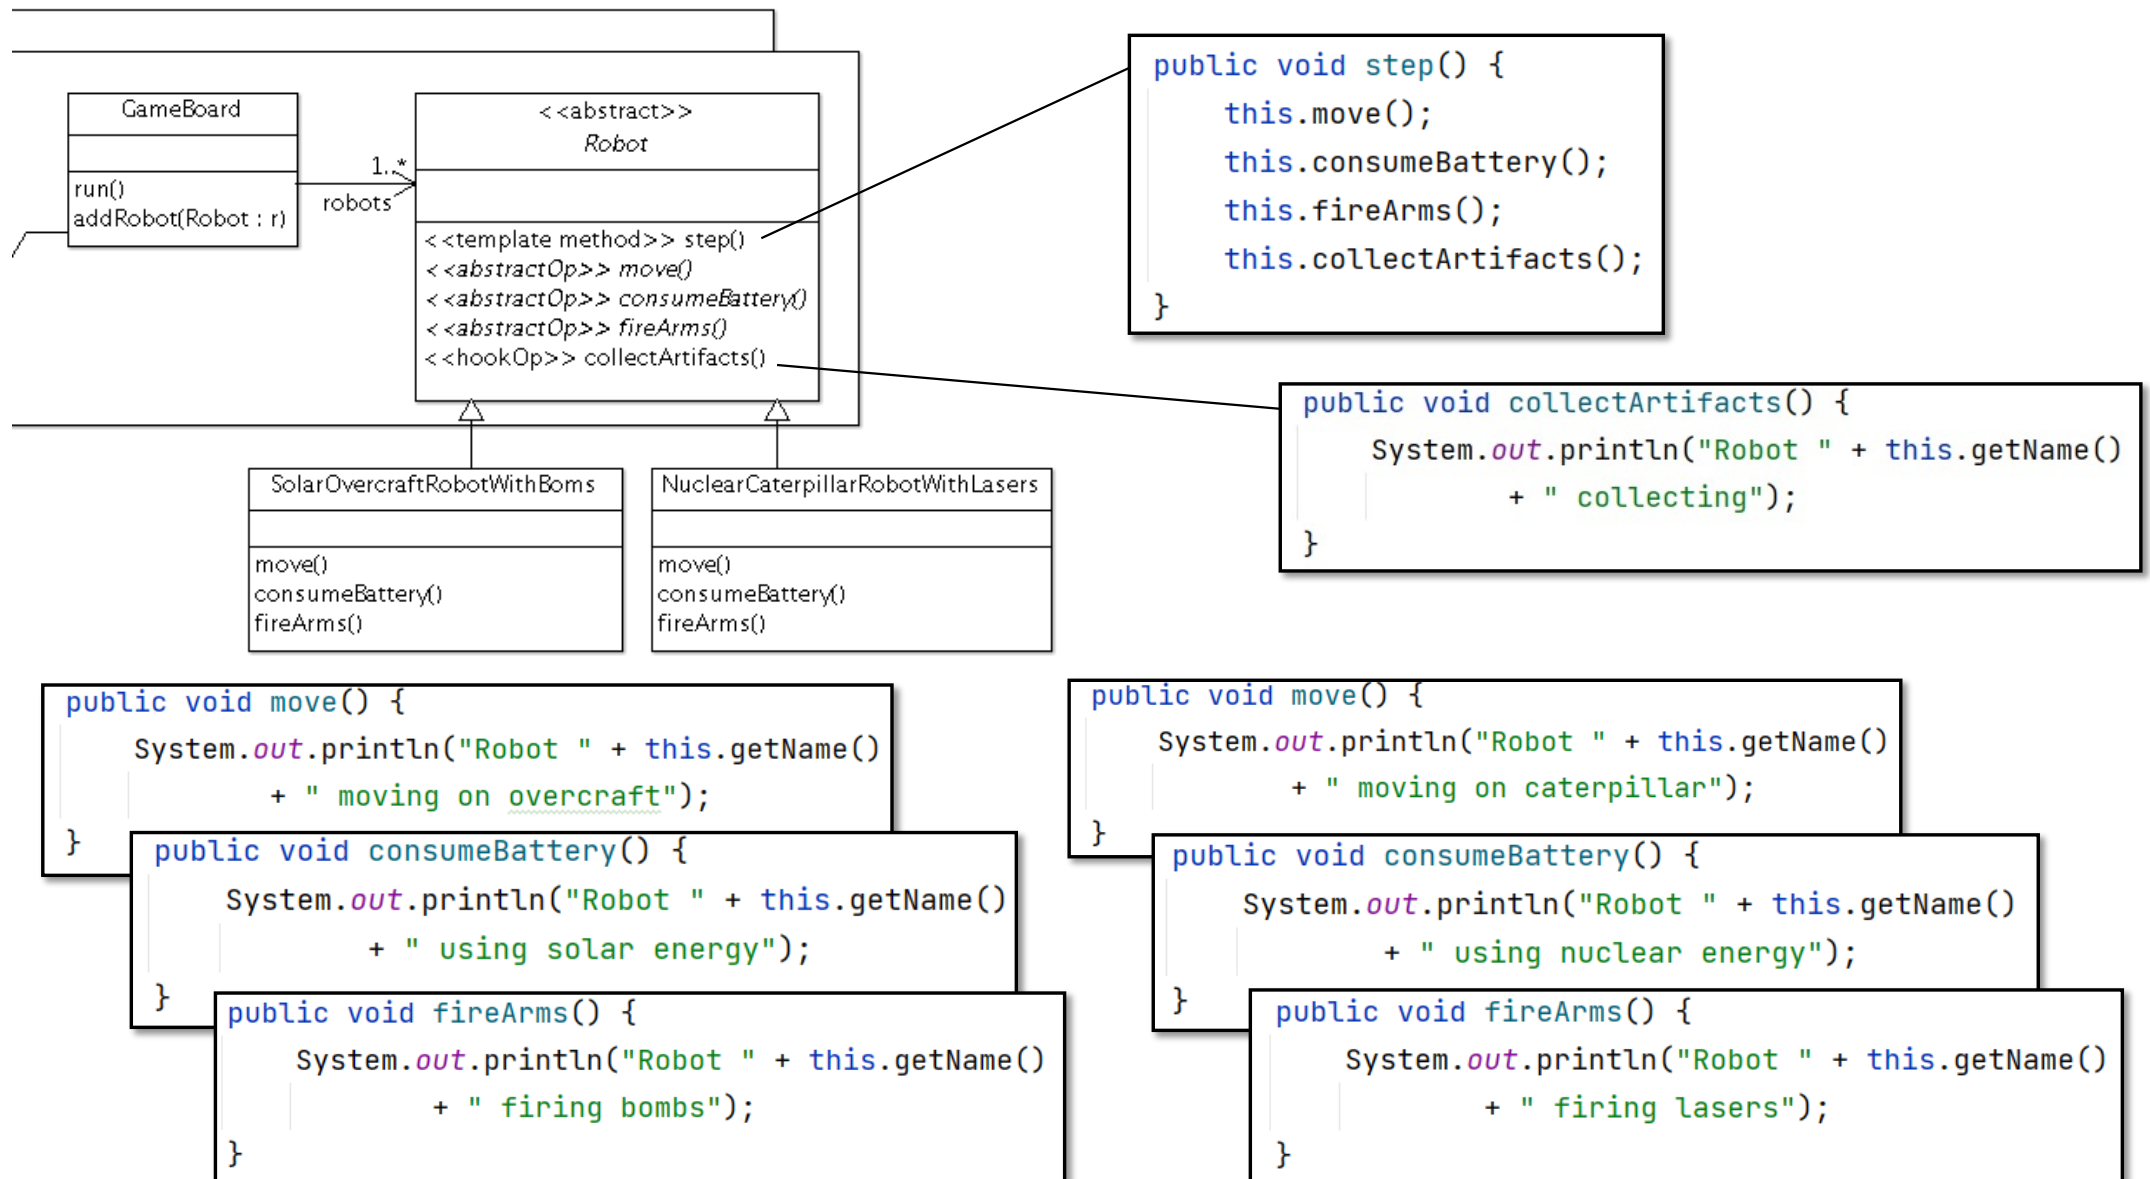 GameBoard
run()
addRobot(Robot : r)
1..*
robots
<<abstract>>
Robot
<<template method>> step()
<<abstractOp>> move()
<<abstractOp>> consumeBattery()
<<abstractOp>> fireArms()
<<hookOp>> collectArtifacts()
public void step() {
this.move();
this.consumeBattery();
this.fireArms();
this.collectArtifacts();
}
public void collectArtifacts() {
System.out.println("Robot " + this.getName()
+ " collecting");
}
SolarOvercraftRobotWithBoms
move()
consumeBattery()
fireArms()
NuclearCaterpillarRobotWithLasers
move()
consumeBattery()
fireArms()
public void move() {
System.out.println("Robot " + this.getName()
+ " moving on overcraft");
}
public void consumeBattery() {
System.out.println("Robot " + this.getName()
+ " using solar energy");
}
public void fireArms() {
System.out.println("Robot " + this.getName()
+ " firing bombs");
}
public void move() {
System.out.println("Robot " + this.getName()
+ " moving on caterpillar");
}
public void consumeBattery() {
System.out.println("Robot " + this.getName()
+ " using nuclear energy");
}
public void fireArms() {
System.out.println("Robot " + this.getName()
+ " firing lasers");
}